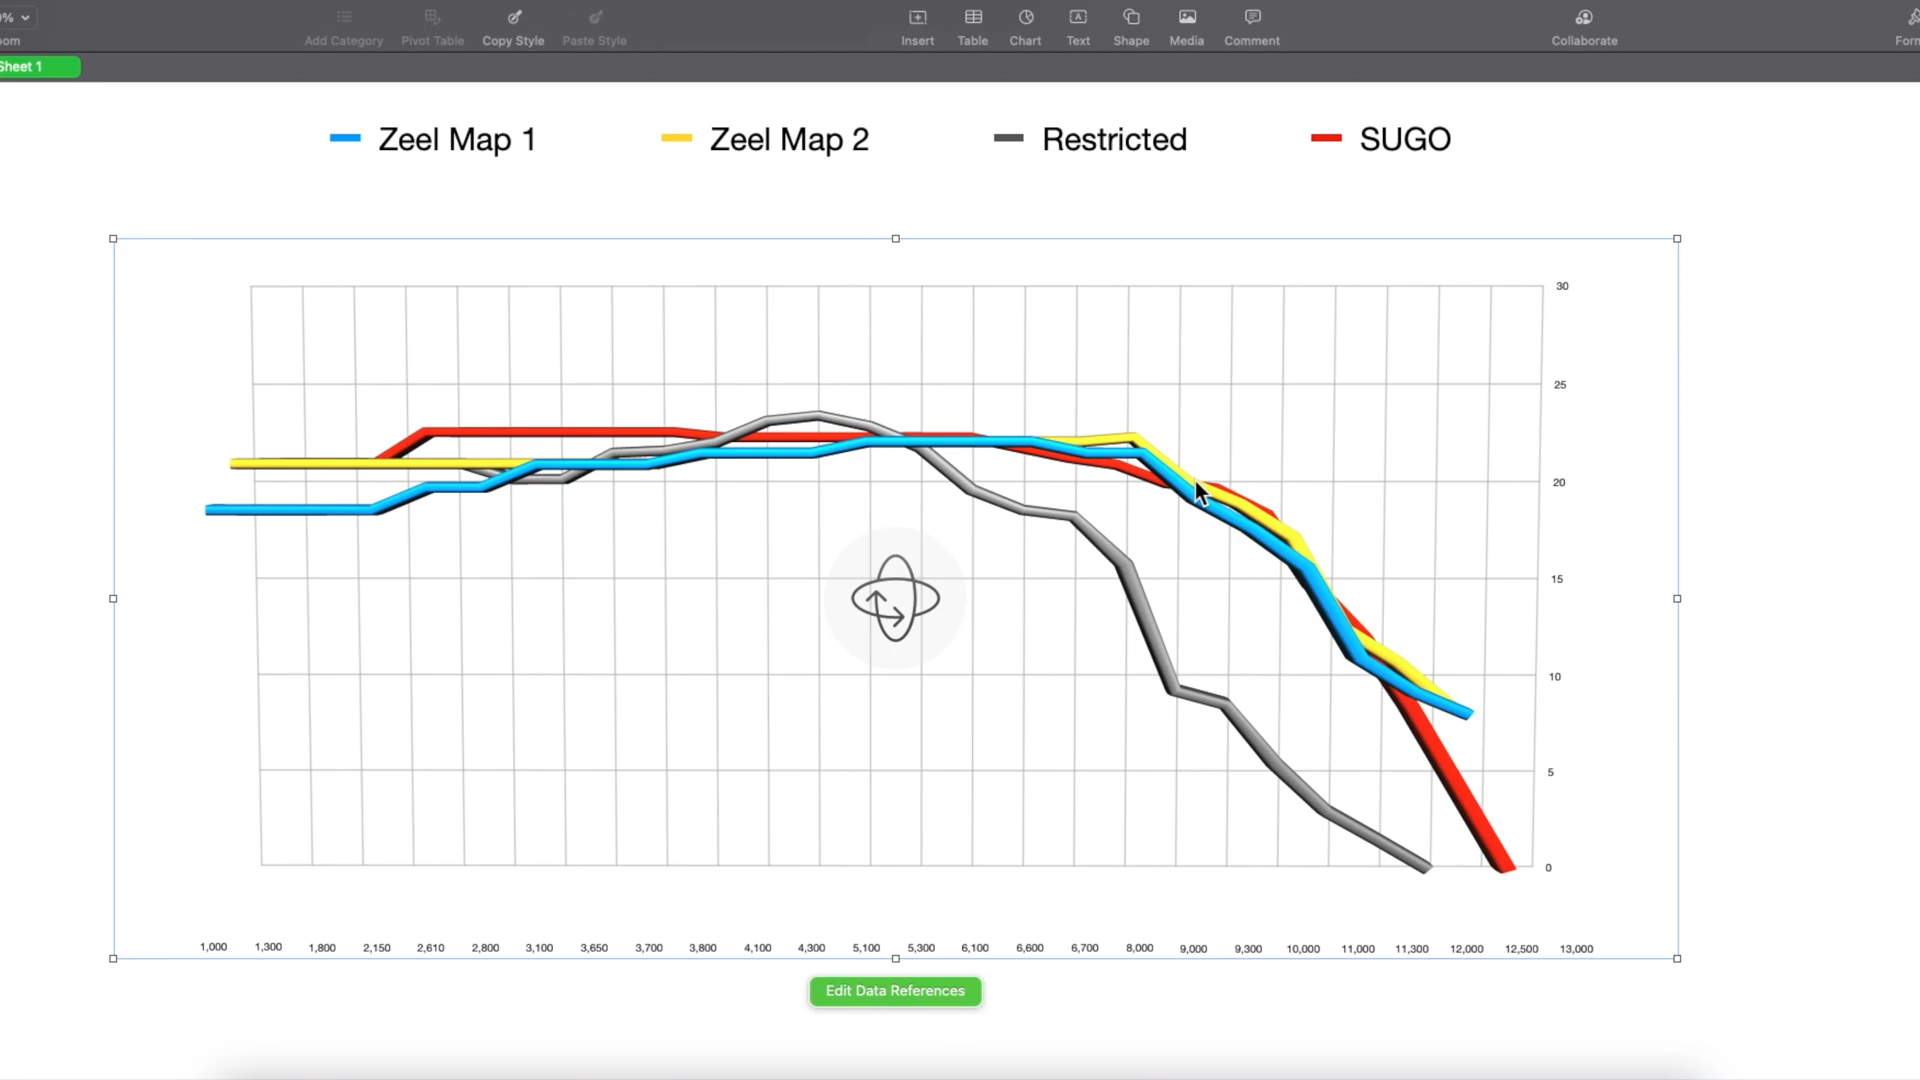 Add Category
Pivot Table
Copy Style
Paste Style
Insert
Table
Chart
Text
Shape
Media
Comment
Collaborate
Sheet 1
Zeel Map 1
Zeel Map 2
Restricted
SUGO
30
25
20
15
10
5
0
1,000 1,300 1,800 2,150 2,610 2,800 3,100 3,650 3,700 3,800 4,100 4,300 5,100 5,300 6,100 6,600 6,700 8,000 9,000 9,300 10,000 11,000 11,300 12,000 12,500 13,000
Edit Data References